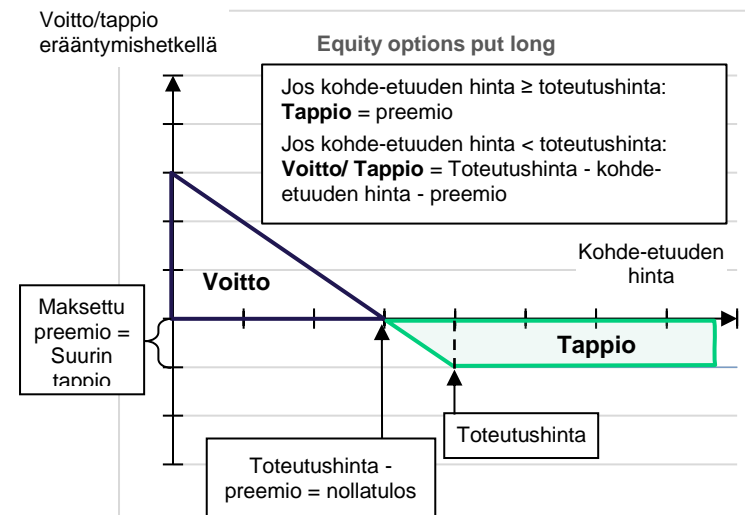 Voitto/tappio
erääntymishetkellä
Equity options put long
Jos kohde-etuuden hinta ≥ toteutushinta:
Tappio = preemio
Jos kohde-etuuden hinta < toteutushinta:
Voitto/ Tappio = Toteutushinta - kohde-
etuuden hinta - preemio
Kohde-etuuden
hinta
Voitto
Maksettu
preemio =
Suurin
tappio
Tappio
Toteutushinta
Toteutushinta -
preemio = nollatulos